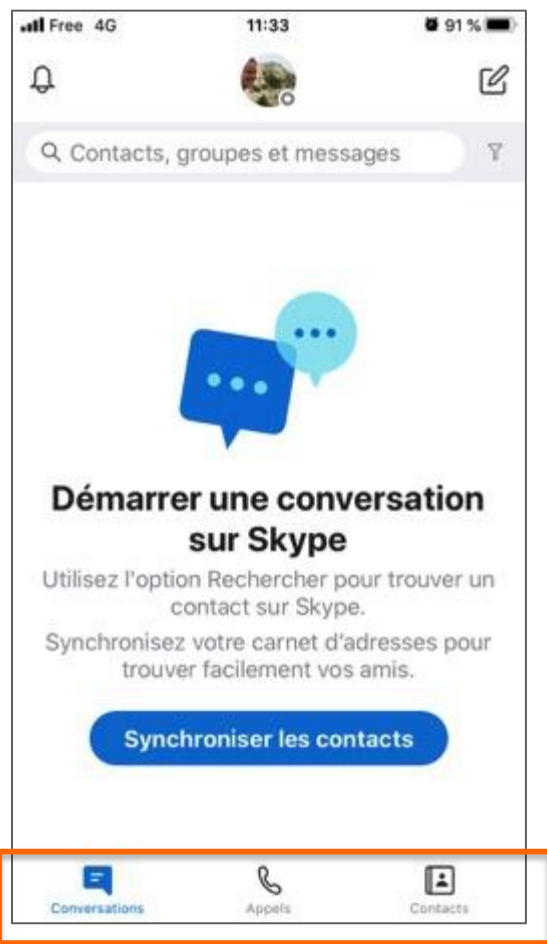 Free 4G 11:33 91 %
Contacts, groupes et messages
Démarrer une conversation
sur Skype
Utilisez l'option Rechercher pour trouver un
contact sur Skype.
Synchronisez votre carnet d'adresses pour
trouver facilement vos amis.
Synchroniser les contacts
Conversations Appels Contacts